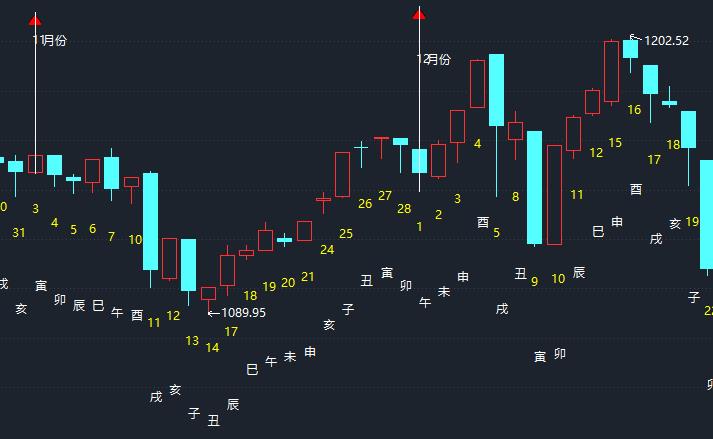 11月份
12月份
1202.52
1089.95
0
31
3
4
5
6
7
10
11
12
13
14
17
18
19
20
21
24
25
26
27
28
1
2
3
4
5
8
9
10
11
12
15
16
17
18
19
亥
寅
卯
辰
巳
午
酉
戌
亥
子
丑
辰
巳
午
未
申
亥
子
丑
寅
卯
午
未
申
酉
戌
丑
寅
卯
辰
巳
申
酉
戌
亥
子